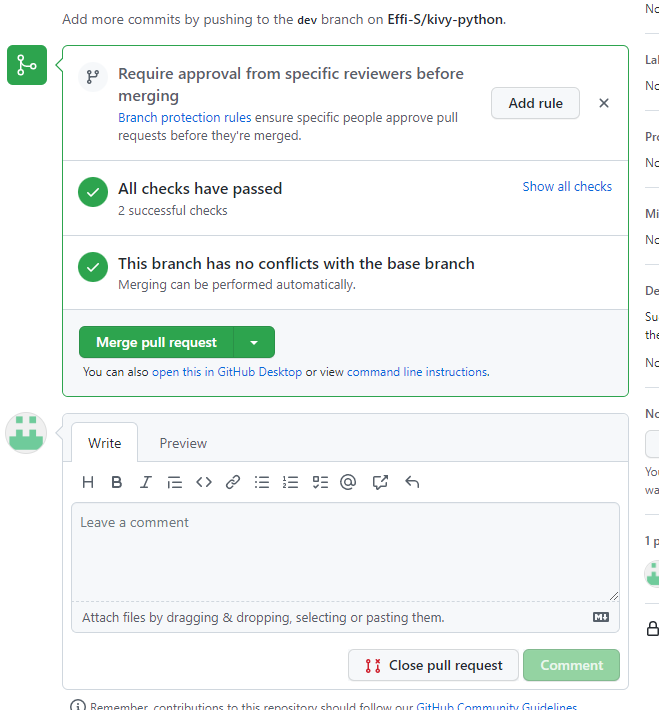 Add more commits by pushing to the dev branch on Effi-S/kivy-python.
Require approval from specific reviewers before
merging
Branch protection rules ensure specific people approve pull
requests before they're merged.
Add rule
All checks have passed
2 successful checks
Show all checks
This branch has no conflicts with the base branch
Merging can be performed automatically.
Merge pull request
You can also open this in GitHub Desktop or view command line instructions.
Write
Preview
Leave a comment
Attach files by dragging & dropping, selecting or pasting them.
Close pull request
Comment
Remember, contributions to this repository should follow our GitHub Community Guidelines.
No
La
No
Pro
No
Mi
No
De
Su
the
No
No
You
wa
1 p